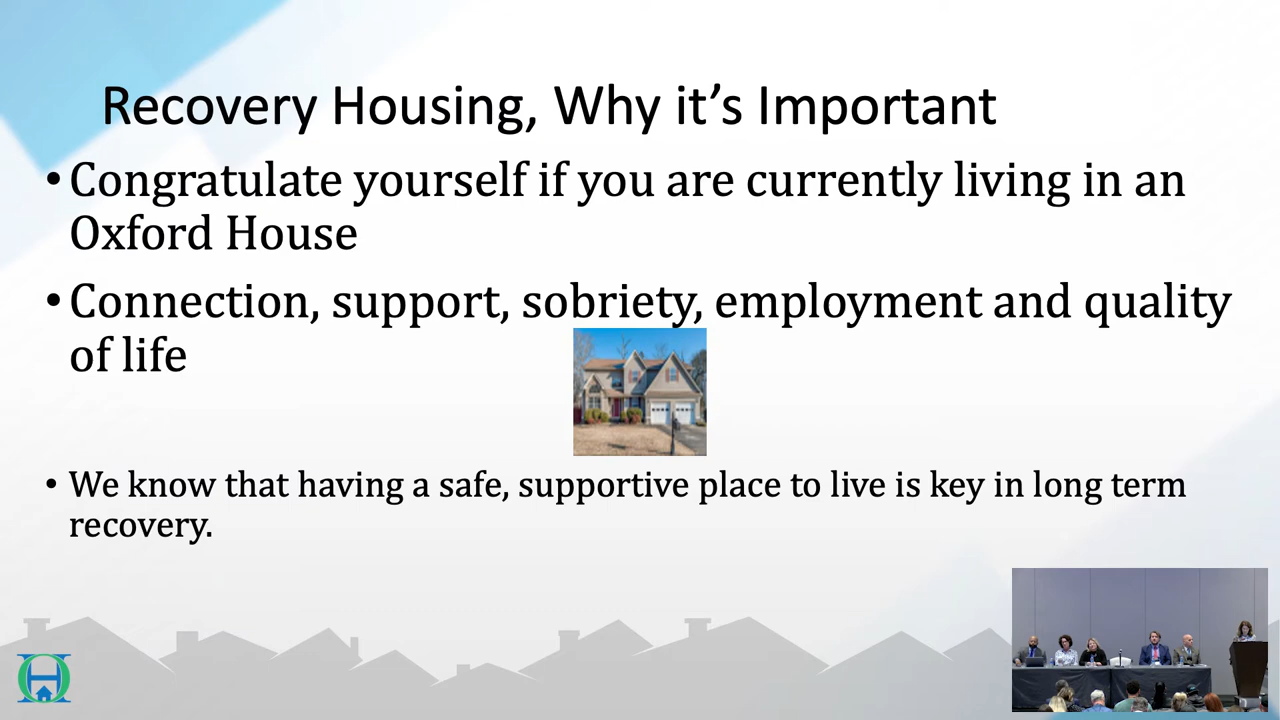 Recovery Housing, Why it's Important
• Congratulate yourself if you are currently living in an
Oxford House
• Connection, support, sobriety, employment and quality
of life
• We know that having a safe, supportive place to live is key in long term
recovery.